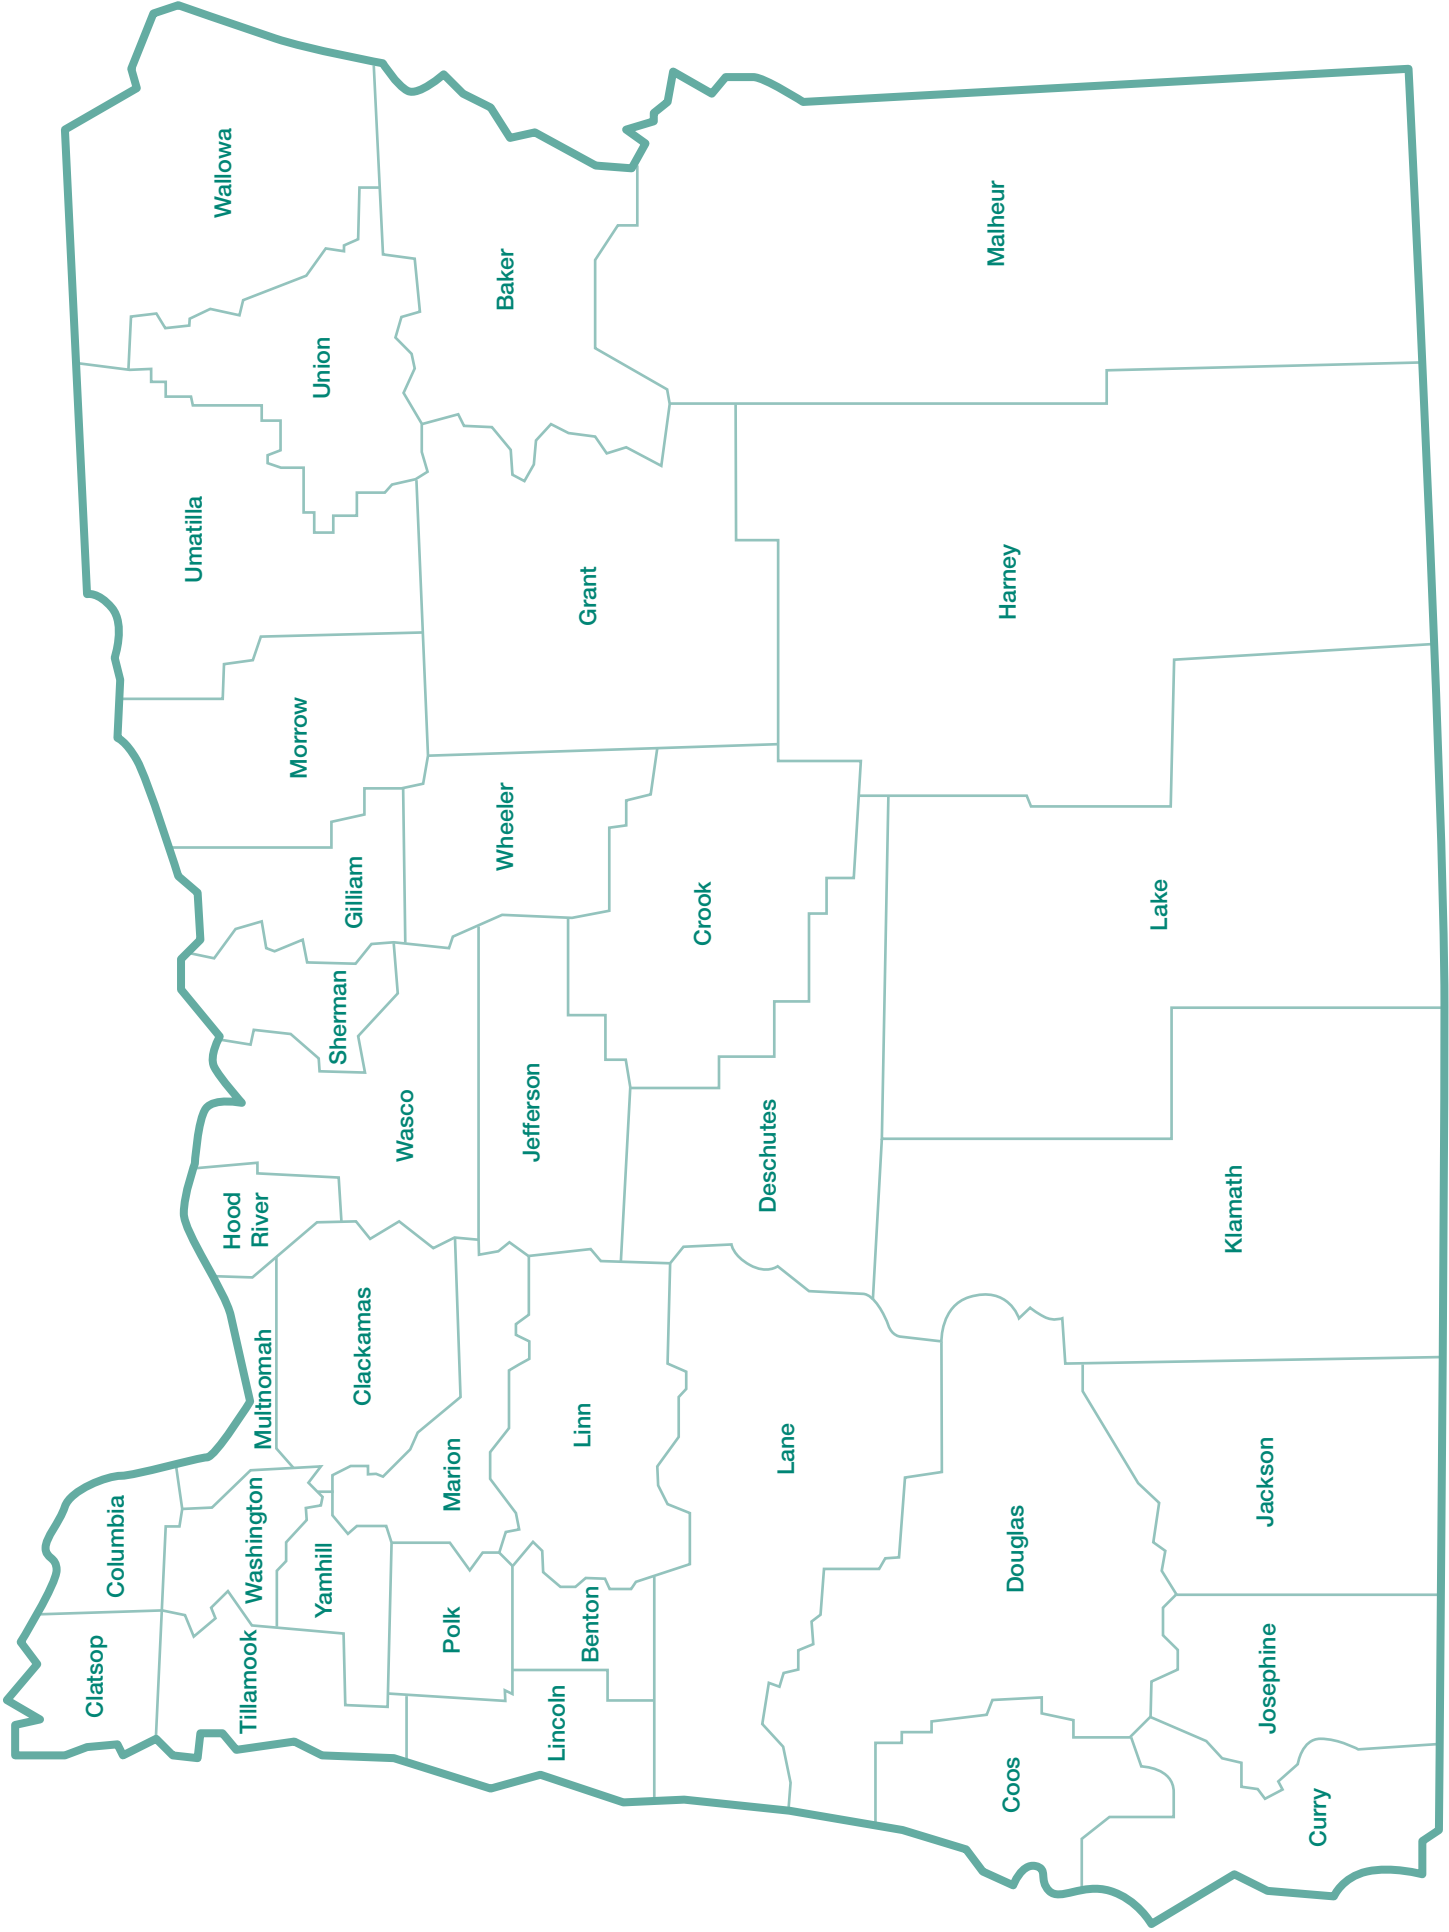 Clatsop
Columbia
Tillamook
Washington
Multnomah
Hood
River
Yamhill
Clackamas
Polk
Marion
Wasco
Sherman
Gilliam
Morrow
Umatilla
Union
Wallowa
Lincoln
Benton
Linn
Jefferson
Wheeler
Grant
Baker
Lane
Deschutes
Crook
Coos
Douglas
Klamath
Lake
Harney
Malheur
Curry
Josephine
Jackson